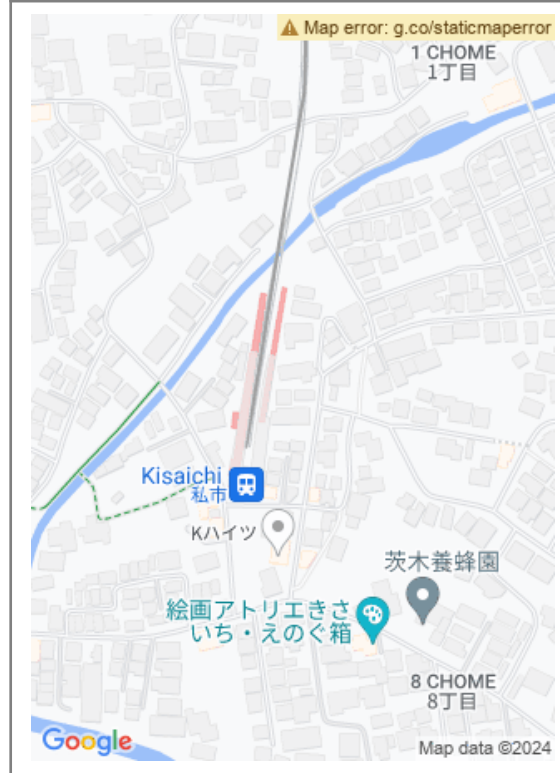 Map error: g.co/staticmaperror
1 CHOME
1丁目
Kisaichi
私市
Kハイツ
茨木養蜂園
絵画アトリエきさ
いち・えのぐ箱
8 CHOME
8丁目
Google
Map data ©2024